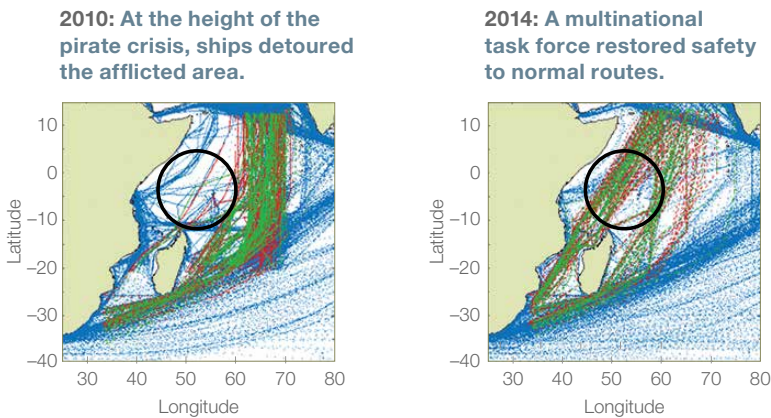 2010: At the height of the
pirate crisis, ships detoured
the afflicted area.
10
0
−10
−20
−30
−40
Latitude
30 40 50 60 70 80
Longitude
2014: A multinational
task force restored safety
to normal routes.
10
0
−10
−20
−30
−40
Latitude
30 40 50 60 70 80
Longitude